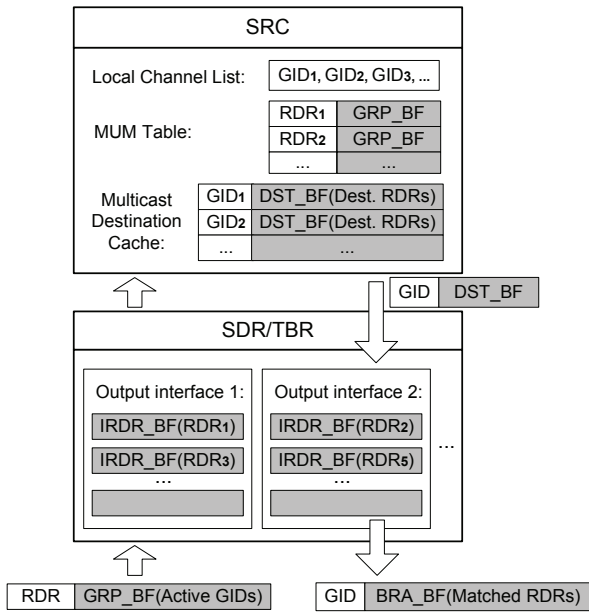 SRC
Local Channel List: GID1, GID2, GID3, ...
MUM Table:
RDR1 GRP_BF
RDR2 GRP_BF
... ...
Multicast
Destination
Cache:
GID1 DST_BF(Dest. RDRs)
GID2 DST_BF(Dest. RDRs)
... ...
GID DST_BF
SDR/TBR
Output interface 1:
IRDR_BF(RDR1)
IRDR_BF(RDR3)
...
Output interface 2:
IRDR_BF(RDR2)
IRDR_BF(RDR5)
...
...
RDR GRP_BF(Active GIDs)
GID BRA_BF(Matched RDRs)